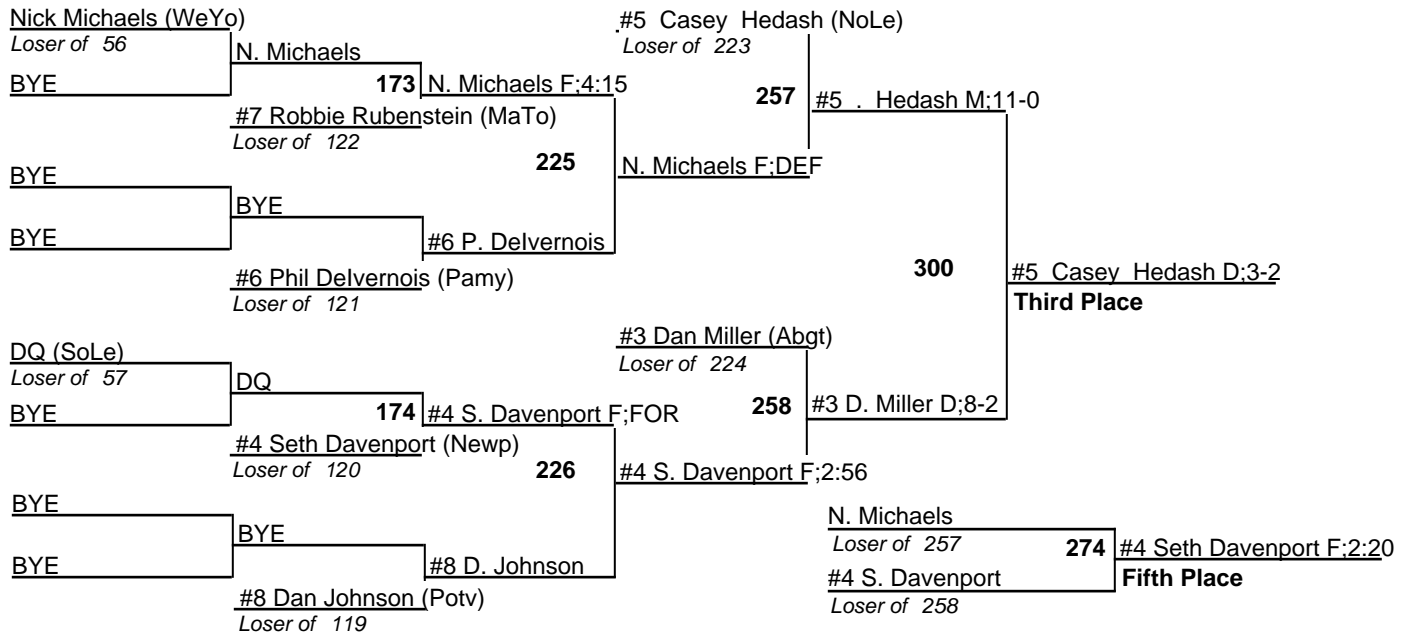 Nick Michaels (WeYo)
Loser of 56
N. Michaels
BYE
173
N. Michaels F;4:15
#7 Robbie Rubenstein (MaTo)
Loser of 122
225
N. Michaels F;DEF
BYE
BYE
BYE
#6 P. Delvernois
#6 Phil Delvernois (Pamy)
Loser of 121
#5 Casey Hedash (NoLe)
Loser of 223
257
#5 . Hedash M;11-0
300
#5 Casey Hedash D;3-2
Third Place
DQ (SoLe)
Loser of 57
DQ
BYE
174
#4 S. Davenport F;FOR
#4 Seth Davenport (Newp)
Loser of 120
226
#4 S. Davenport F;2:56
BYE
BYE
BYE
#8 D. Johnson
#8 Dan Johnson (Potv)
Loser of 119
#3 Dan Miller (Abgt)
Loser of 224
258
#3 D. Miller D;8-2
N. Michaels
Loser of 257
274
#4 Seth Davenport F;2:20
#4 S. Davenport
Fifth Place
Loser of 258